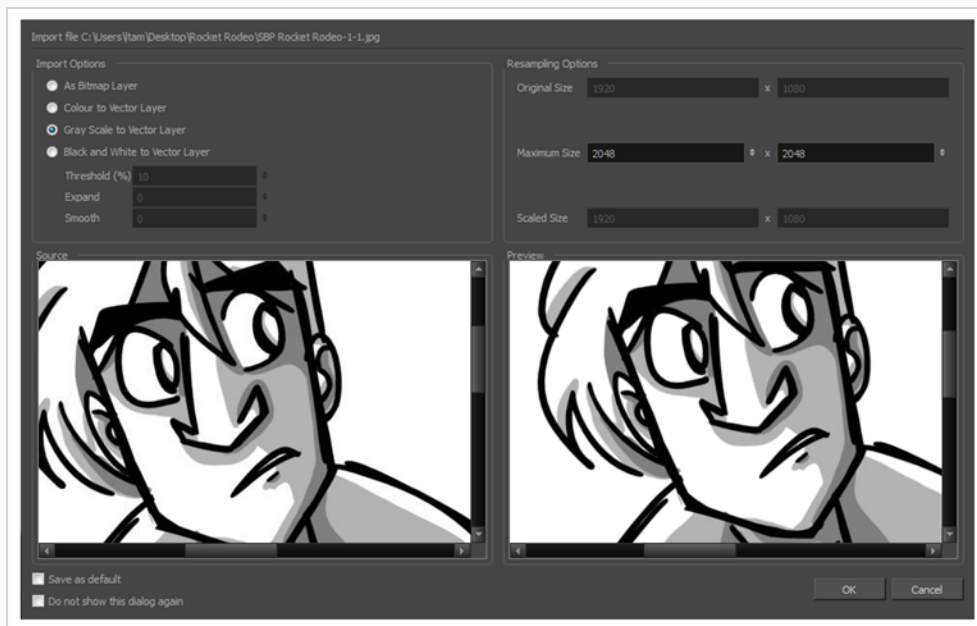 Import file C:\Users\ltam\Desktop\Rocket Rodeo\SBP Rocket Rodeo-1-1.jpg
Import Options
As Bitmap Layer
Colour to Vector Layer
Gray Scale to Vector Layer
Black and White to Vector Layer
Threshold (%) 10
Expand 0
Smooth 0
Resampling Options
Original Size 1920 x 1080
Maximum Size 2048 x 2048
Scaled Size 1920 x 1080
Source
Preview
Save as default
Do not show this dialog again
OK
Cancel